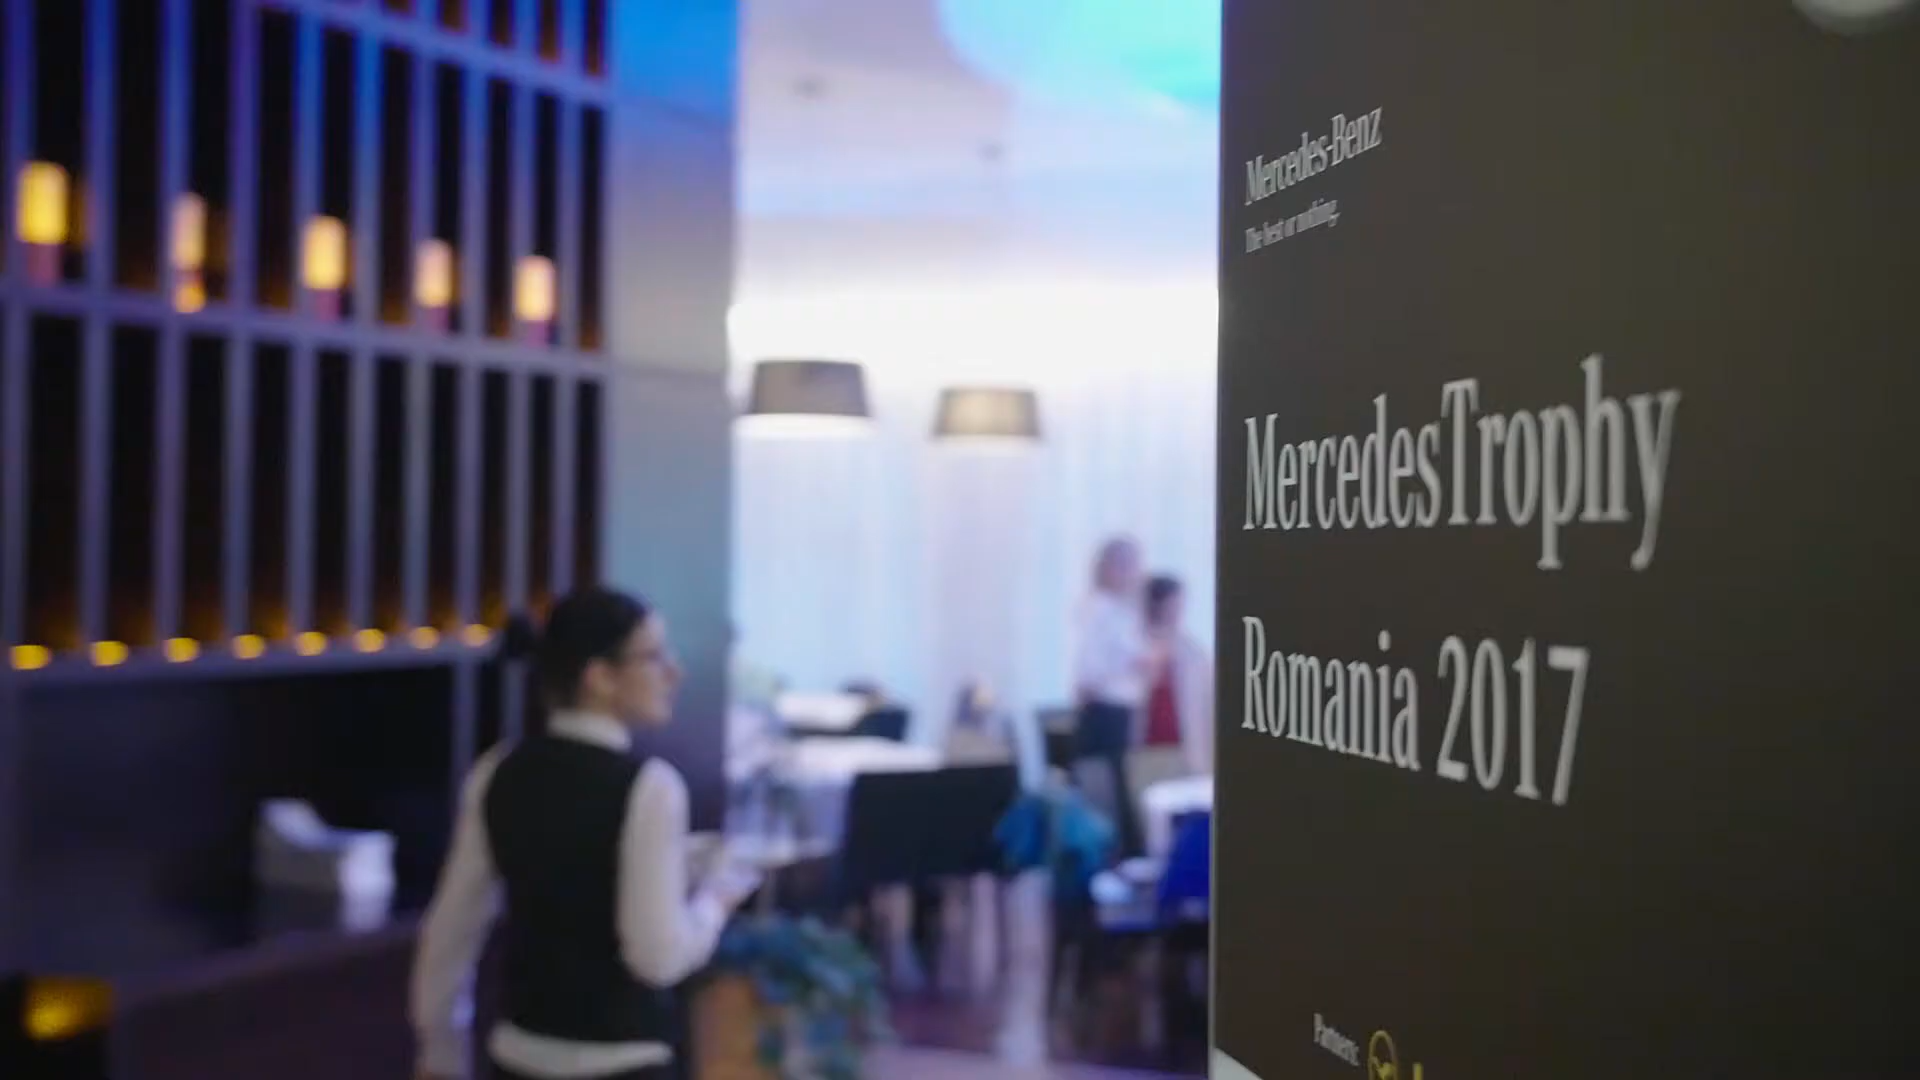 Mercedes-Benz
The best or nothing.
MercedesTrophy
Romania 2017
Partners: